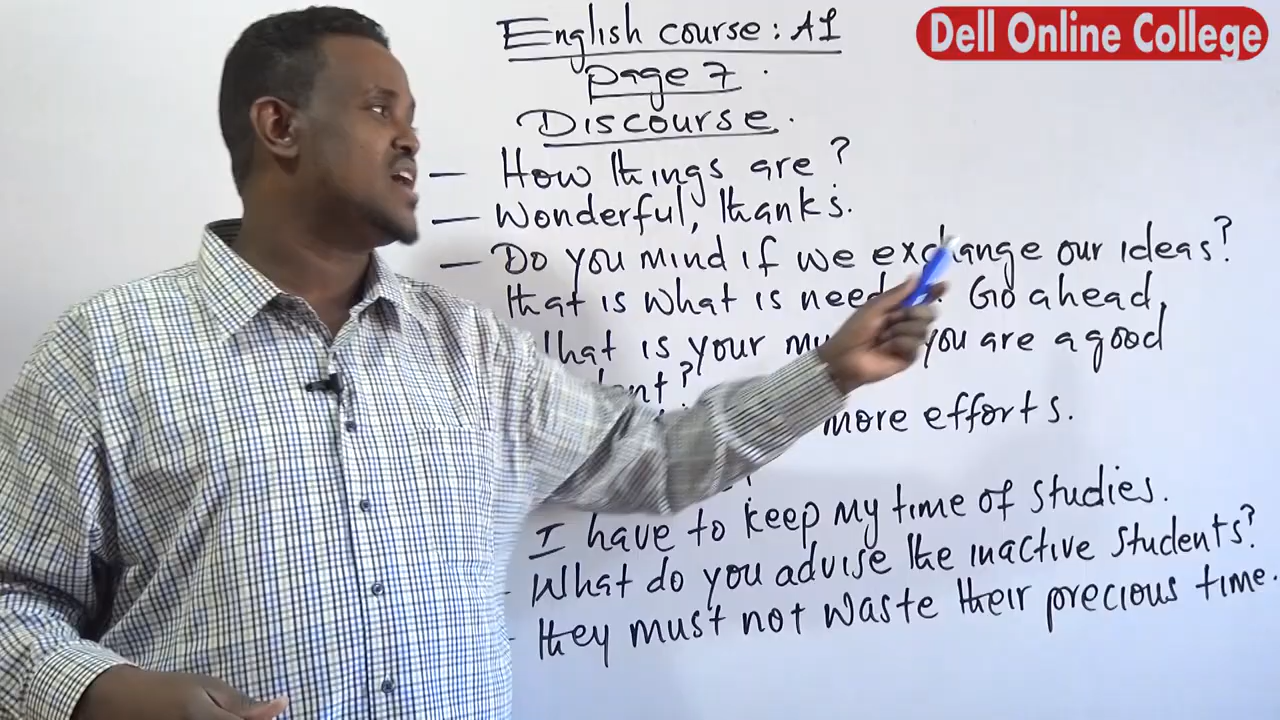 English course: A1
Dell Online College
page 7.
Discourse.
— How things are?
— Wonderful, thanks.
— Do you mind if we exchange our ideas?
that is what is Go ahead,
is your you are a good
more efforts.
I have to keep my time of studies.
What do you advise the inactive students?
they must not waste their precious time.